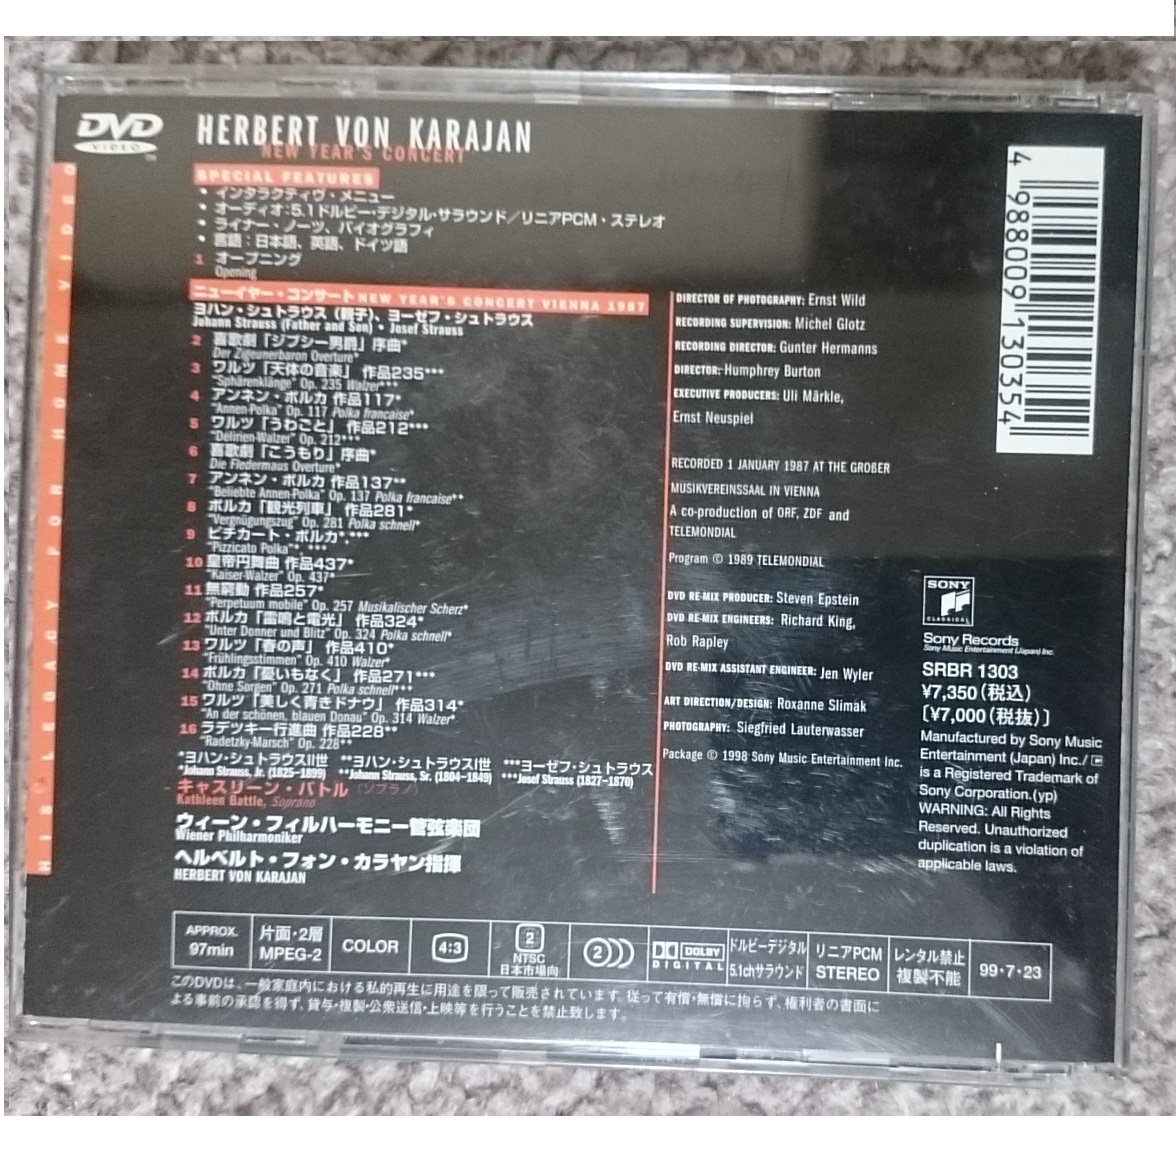 DVD
VIDEO
TM
HERBERT VON KARAJAN
NEW YEAR'S CONCERT
HIS LEGACY FOR HOME VIDEO
SPECIAL FEATURES
• インタラクティヴ・メニュー
• オーディオ：5.1ドルビー・デジタル・サラウンド／リニアPCM・ステレオ
• ライナー・ノーツ、バイオグラフィ
• 言語：日本語、英語、ドイツ語
1 オープニング
Opening
ニューイヤー・コンサート NEW YEAR'S CONCERT VIENNA 1987
ヨハン・シュトラウス（親子）、ヨーゼフ・シュトラウス
Johann Strauss (Father and Son) • Josef Strauss
2 喜歌劇「ジプシー男爵」序曲*
Der Zigeunerbaron Overture*
3 ワルツ「天体の音楽」 作品235***
"Sphärenklänge" Op. 235 Walzer***
4 アンネン・ポルカ 作品117*
"Annen-Polka" Op. 117 Polka francaise*
5 ワルツ「うわごと」 作品212***
"Delirien-Walzer" Op. 212***
6 喜歌劇「こうもり」序曲*
Die Fledermaus Overture*
7 アンネン・ポルカ 作品137**
"Beliebte Annen-Polka" Op. 137 Polka francaise**
8 ポルカ「観光列車」 作品281*
"Vergnügungszug" Op. 281 Polka schnell*
9 ピチカート・ポルカ*,***
"Pizzicato Polka"*, ***
10 皇帝円舞曲 作品437*
"Kaiser-Walzer" Op. 437*
11 無窮動 作品257*
"Perpetuum mobile" Op. 257 Musikalischer Scherz*
12 ポルカ「雷鳴と電光」 作品324*
"Unter Donner und Blitz" Op. 324 Polka schnell*
13 ワルツ「春の声」 作品410*
"Frühlingsstimmen" Op. 410 Walzer*
14 ポルカ「憂いもなく」 作品271***
"Ohne Sorgen" Op. 271 Polka schnell***
15 ワルツ「美しく青きドナウ」 作品314*
"An der schönen, blauen Donau" Op. 314 Walzer*
16 ラデツキー行進曲 作品228**
"Radetzky-Marsch" Op. 228**
*ヨハン・シュトラウスII世 **ヨハン・シュトラウスI世 ***ヨーゼフ・シュトラウス
*Johann Strauss, Jr. (1825–1899) **Johann Strauss, Sr. (1804–1849) ***Josef Strauss (1827–1870)
キャスリーン・バトル（ソプラノ）
Kathleen Battle, Soprano
ウィーン・フィルハーモニー管弦楽団
Wiener Philharmoniker
ヘルベルト・フォン・カラヤン指揮
HERBERT VON KARAJAN
DIRECTOR OF PHOTOGRAPHY: Ernst Wild
RECORDING SUPERVISION: Michel Glotz
RECORDING DIRECTOR: Gunter Hermanns
DIRECTOR: Humphrey Burton
EXECUTIVE PRODUCERS: Uli Märkle,
Ernst Neuspiel
RECORDED 1 JANUARY 1987 AT THE GROßER
MUSIKVEREINSSAAL IN VIENNA
A co-production of ORF, ZDF and
TELEMONDIAL
Program © 1989 TELEMONDIAL
DVD RE-MIX PRODUCER: Steven Epstein
DVD RE-MIX ENGINEERS: Richard King,
Rob Rapley
DVD RE-MIX ASSISTANT ENGINEER: Jen Wyler
ART DIRECTION/DESIGN: Roxanne Slimak
PHOTOGRAPHY: Siegfried Lauterwasser
Package © 1998 Sony Music Entertainment Inc.
4 988009 130354
SONY
CLASSICAL
Sony Records
Sony Music Entertainment (Japan) Inc.
SRBR 1303
¥7,350（税込）
〔¥7,000（税抜）〕
Manufactured by Sony Music
Entertainment (Japan) Inc./
is a Registered Trademark of
Sony Corporation.(yp)
WARNING: All Rights
Reserved. Unauthorized
duplication is a violation of
applicable laws.
APPROX.
97min
片面・2層
MPEG-2
COLOR
4:3
2
NTSC
日本市場向
2
DOLBY
DIGITAL
ドルビーデジタル
5.1chサラウンド
リニアPCM
STEREO
レンタル禁止
複製不能
99・7・23
このDVDは、一般家庭内における私的再生に用途を限って販売されています。従って有償・無償に拘らず、権利者の書面に
よる事前の承認を得ず、貸与・複製・公衆送信・上映等を行うことを禁止致します。